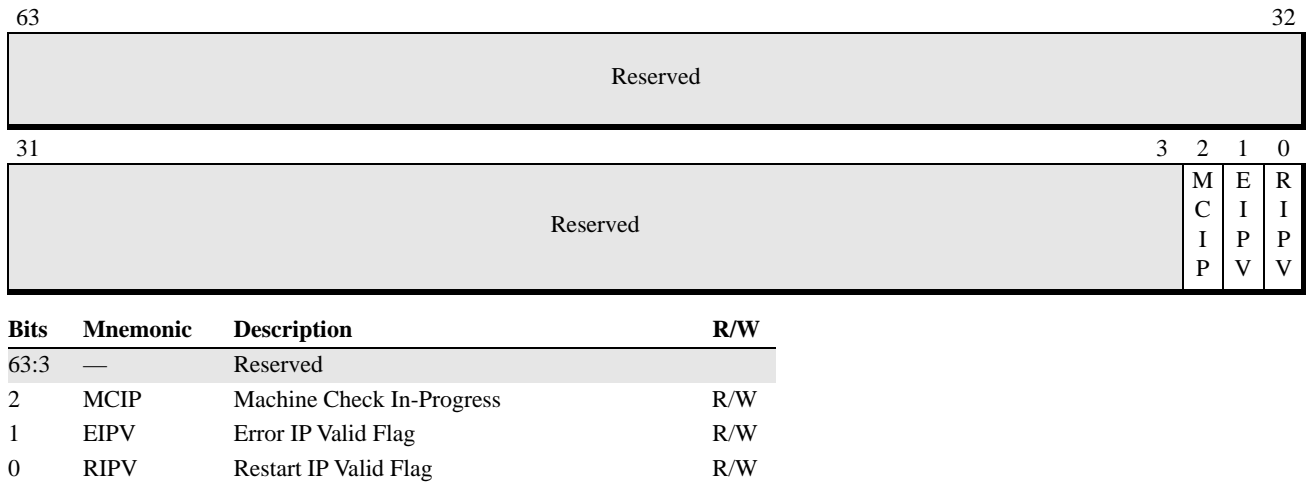 63 32
Reserved
31 3 2 1 0
Reserved
M E R
C I I
I P P
P V V
Bits Mnemonic Description R/W
63:3 — Reserved
2 MCIP Machine Check In-Progress R/W
1 EIPV Error IP Valid Flag R/W
0 RIPV Restart IP Valid Flag R/W